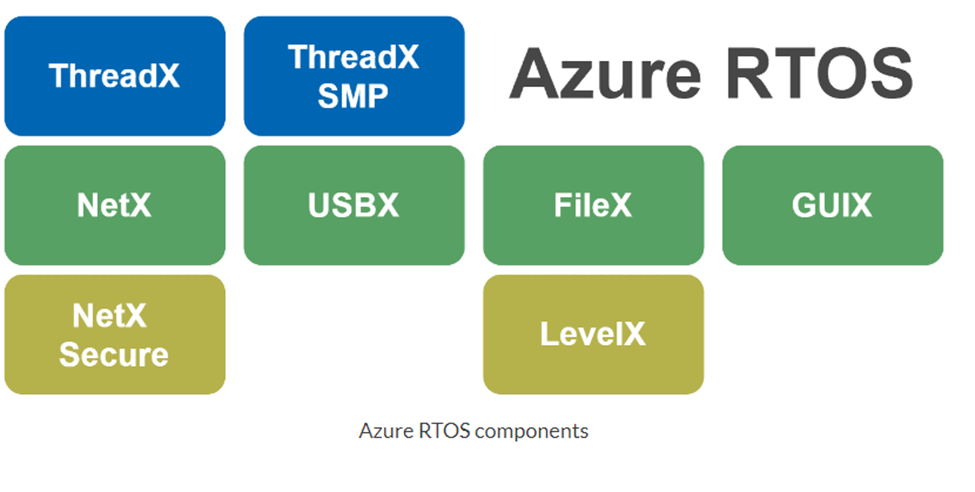 ThreadX
ThreadX
SMP
Azure RTOS
NetX
USBX
FileX
GUIX
NetX
Secure
LevelX
Azure RTOS components